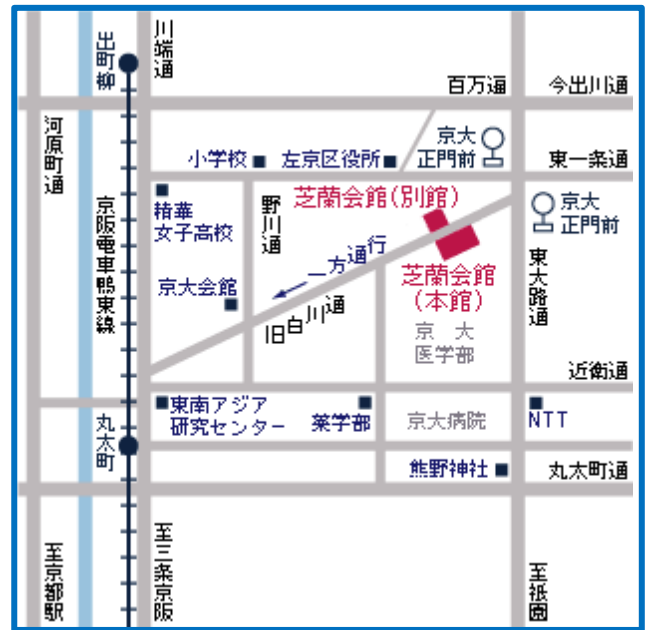 出町柳
川端通
百万遍
今出川通
河原町通
小学校
左京区役所
京大
正門前
東一条通
精華
女子高校
野川通
芝蘭会館(別館)
京大
正門前
京阪電車鴨東線
一方通行
京大会館
芝蘭会館
(本館)
東大路通
旧白川通
京大
医学部
近衛通
東南アジア
研究センター
薬学部
京大病院
NTT
丸太町
熊野神社
丸太町通
至京都駅
至三条京阪
至祇園